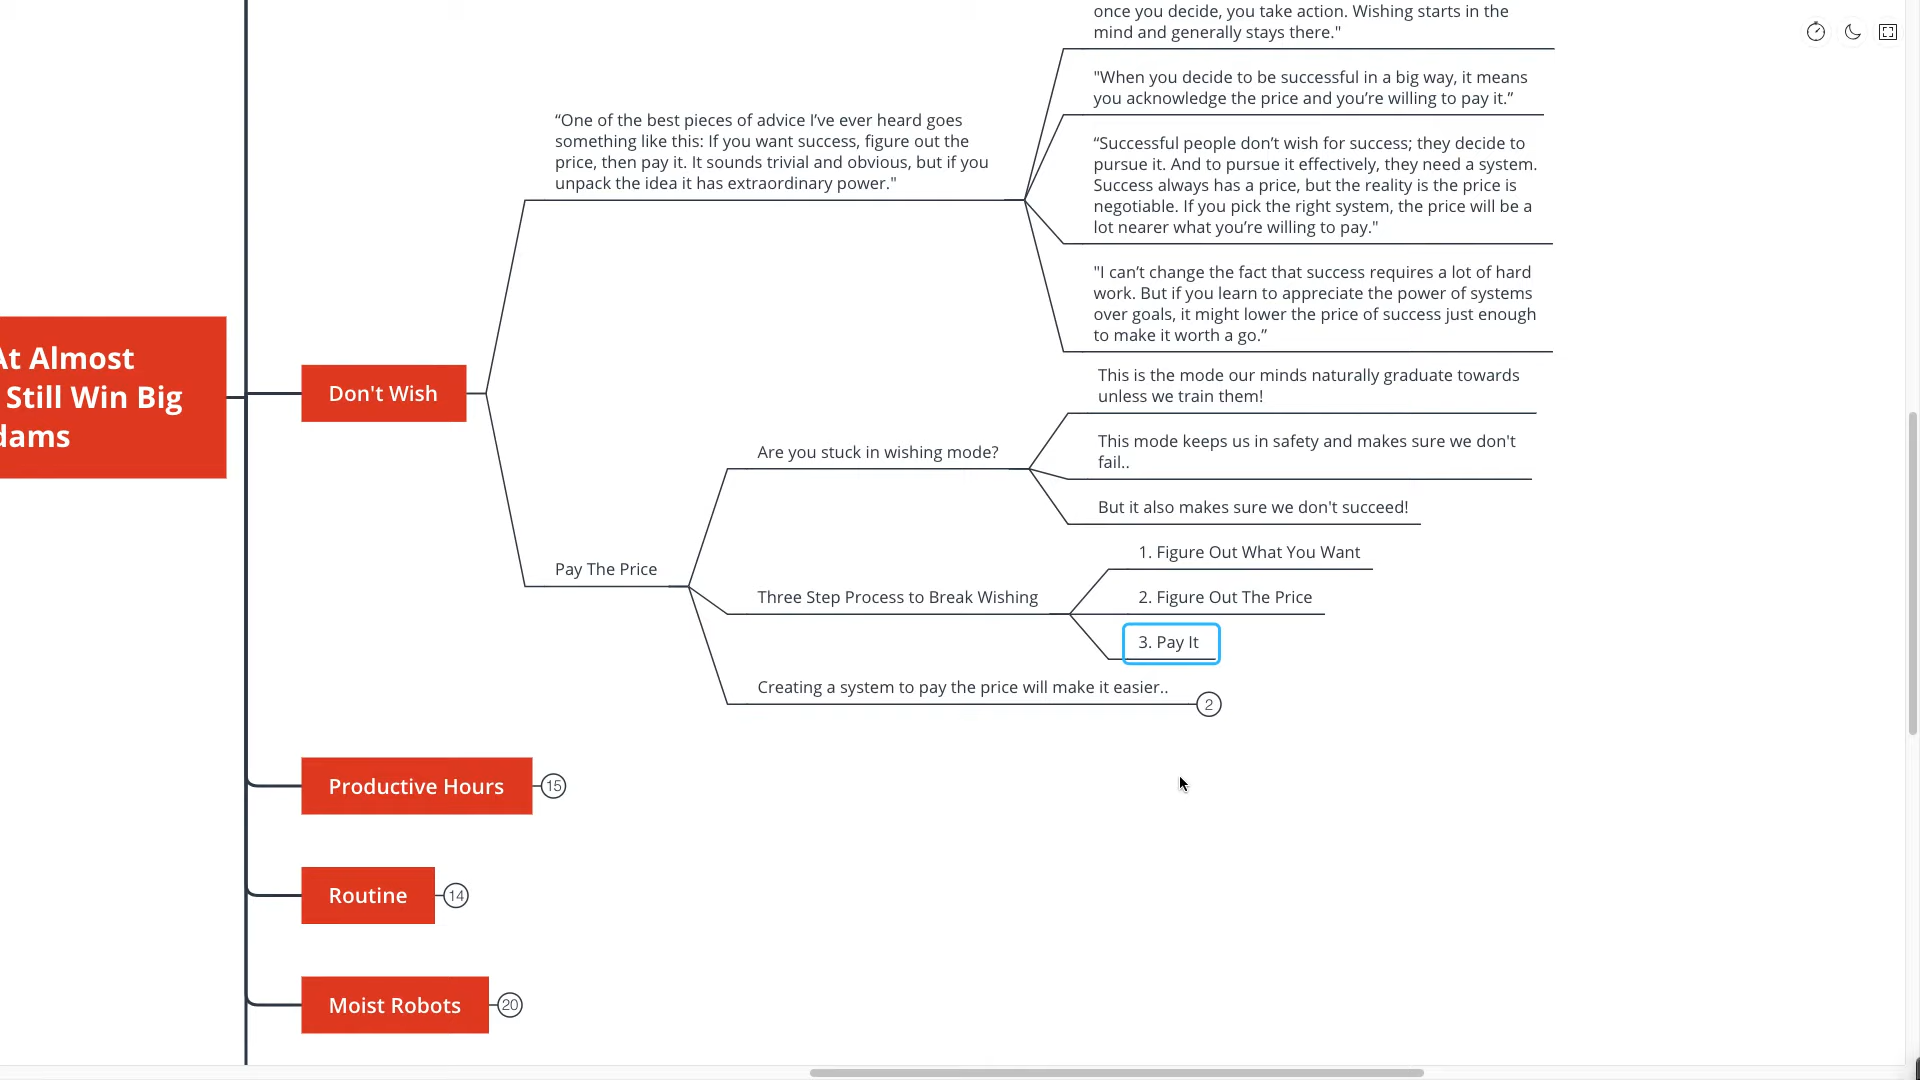 once you decide, you take action. Wishing starts in the
mind and generally stays there."
"When you decide to be successful in a big way, it means
you acknowledge the price and you’re willing to pay it.”
“One of the best pieces of advice I’ve ever heard goes
something like this: If you want success, figure out the
price, then pay it. It sounds trivial and obvious, but if you
unpack the idea it has extraordinary power."
“Successful people don’t wish for success; they decide to
pursue it. And to pursue it effectively, they need a system.
Success always has a price, but the reality is the price is
negotiable. If you pick the right system, the price will be a
lot nearer what you’re willing to pay."
"I can’t change the fact that success requires a lot of hard
work. But if you learn to appreciate the power of systems
over goals, it might lower the price of success just enough
to make it worth a go.”
At Almost
Still Win Big
dams
Don't Wish
This is the mode our minds naturally graduate towards
unless we train them!
Are you stuck in wishing mode?
This mode keeps us in safety and makes sure we don't
fail..
But it also makes sure we don't succeed!
Pay The Price
1. Figure Out What You Want
Three Step Process to Break Wishing
2. Figure Out The Price
3. Pay It
Creating a system to pay the price will make it easier..
2
Productive Hours
15
Routine
14
Moist Robots
20